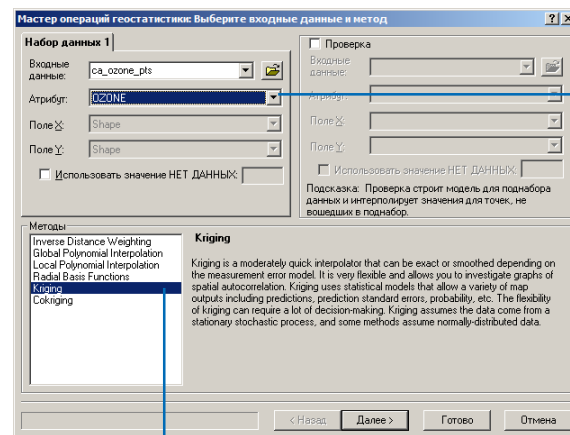 Мастер операций геостатистики: Выберите входные данные и метод
Набор данных 1
Входные данные:
ca_ozone_pts
Атрибут:
OZONE
Поле X:
Shape
Поле Y:
Shape
Использовать значение НЕТ ДАННЫХ:
Проверка
Входные данные:
Атрибут:
Поле X:
Поле Y:
Использовать значение НЕТ ДАННЫХ:
Подсказка: Проверка строит модель для поднабора
данных и интерполирует значения для точек, не
вошедших в поднабор.
Методы
Inverse Distance Weighting
Global Polynomial Interpolation
Local Polynomial Interpolation
Radial Basis Functions
Kriging
Cokriging
Kriging
Kriging is a moderately quick interpolator that can be exact or smoothed depending on
the measurement error model. It is very flexible and allows you to investigate graphs of
spatial autocorrelation. Kriging uses statistical models that allow a variety of map
outputs including predictions, prediction standard errors, probability, etc. The flexibility
of kriging can require a lot of decision-making. Kriging assumes the data come from a
stationary stochastic process, and some methods assume normally-distributed data.
< Назад
Далее >
Готово
Отмена